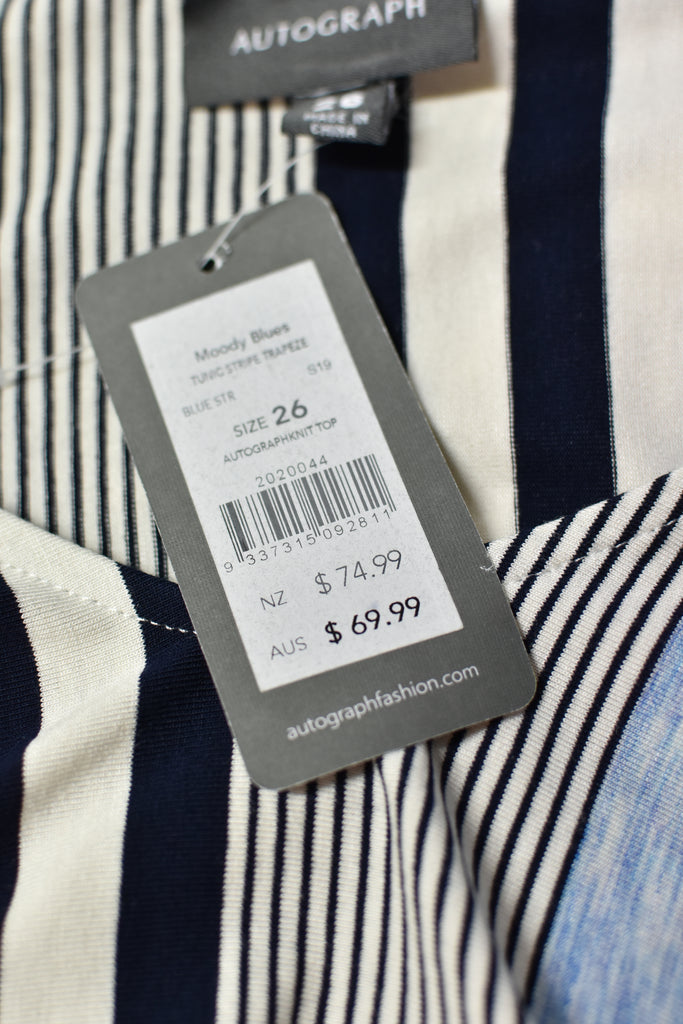 AUTOGRAPH
26
MADE IN
CHINA
Moody Blues
TUNIC STRIPE TRAPEZE
S19
BLUE STR
SIZE 26
AUTOGRAPHKNIT TOP
2020044
9 337315 092811
NZ $ 74.99
AUS $ 69.99
autographfashion.com